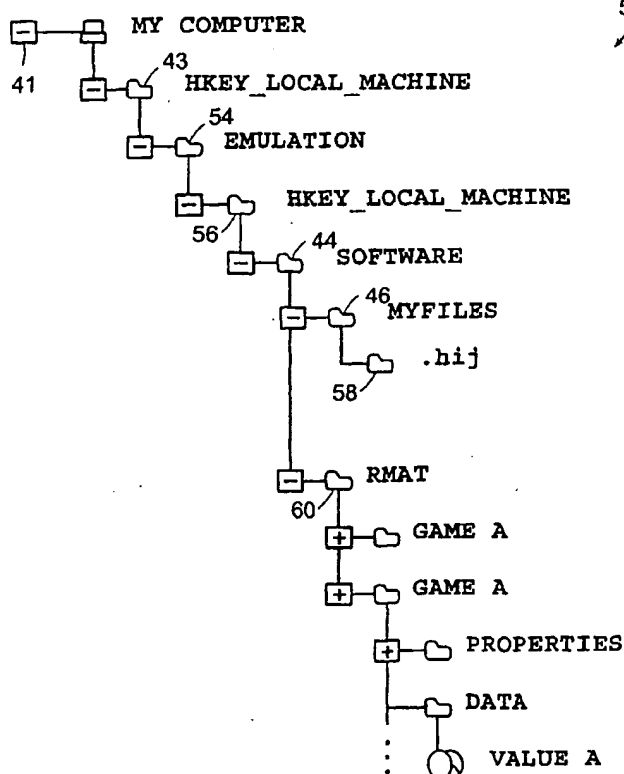 MY COMPUTER
41
43
HKEY_LOCAL_MACHINE
54
EMULATION
HKEY_LOCAL_MACHINE
56
44
SOFTWARE
46
MYFILES
.hij
58
RMAT
60
GAME A
GAME A
PROPERTIES
DATA
VALUE A